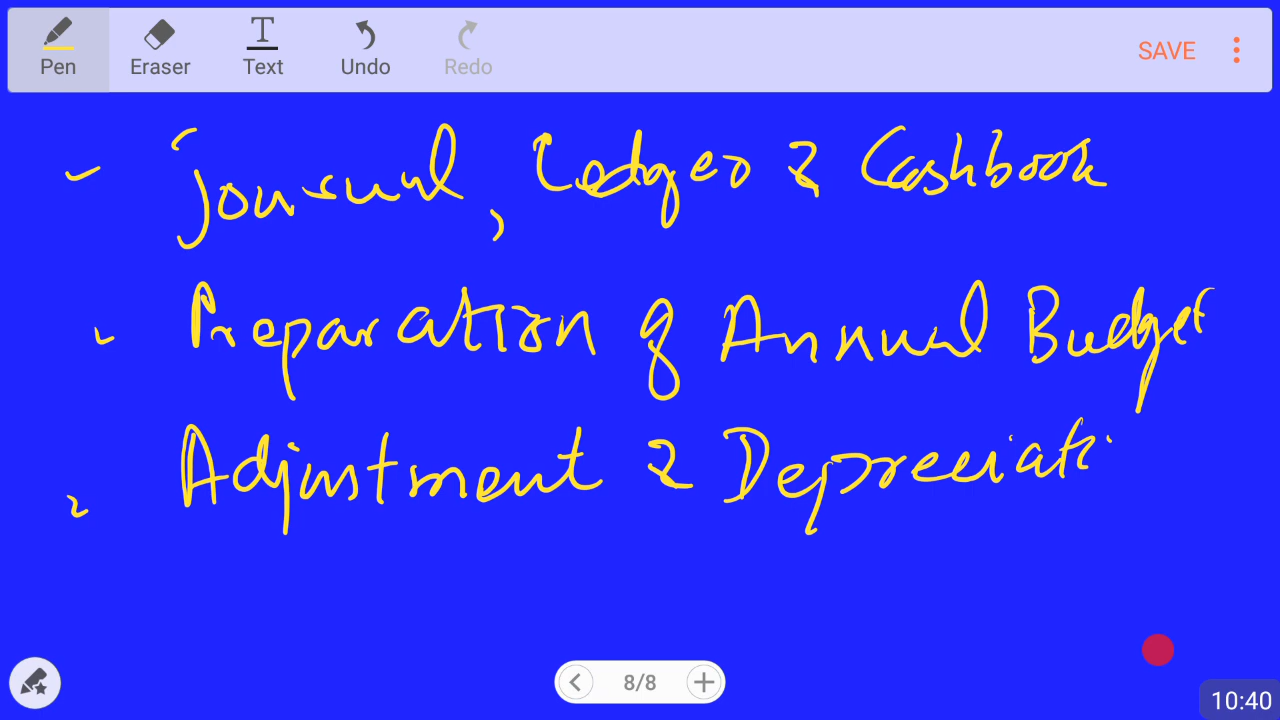 Pen Eraser Text Undo Redo SAVE
Journal, Ledger & Cashbook
Preparation of Annual Budget
Adjustment & Depreciati
8/8
10:40